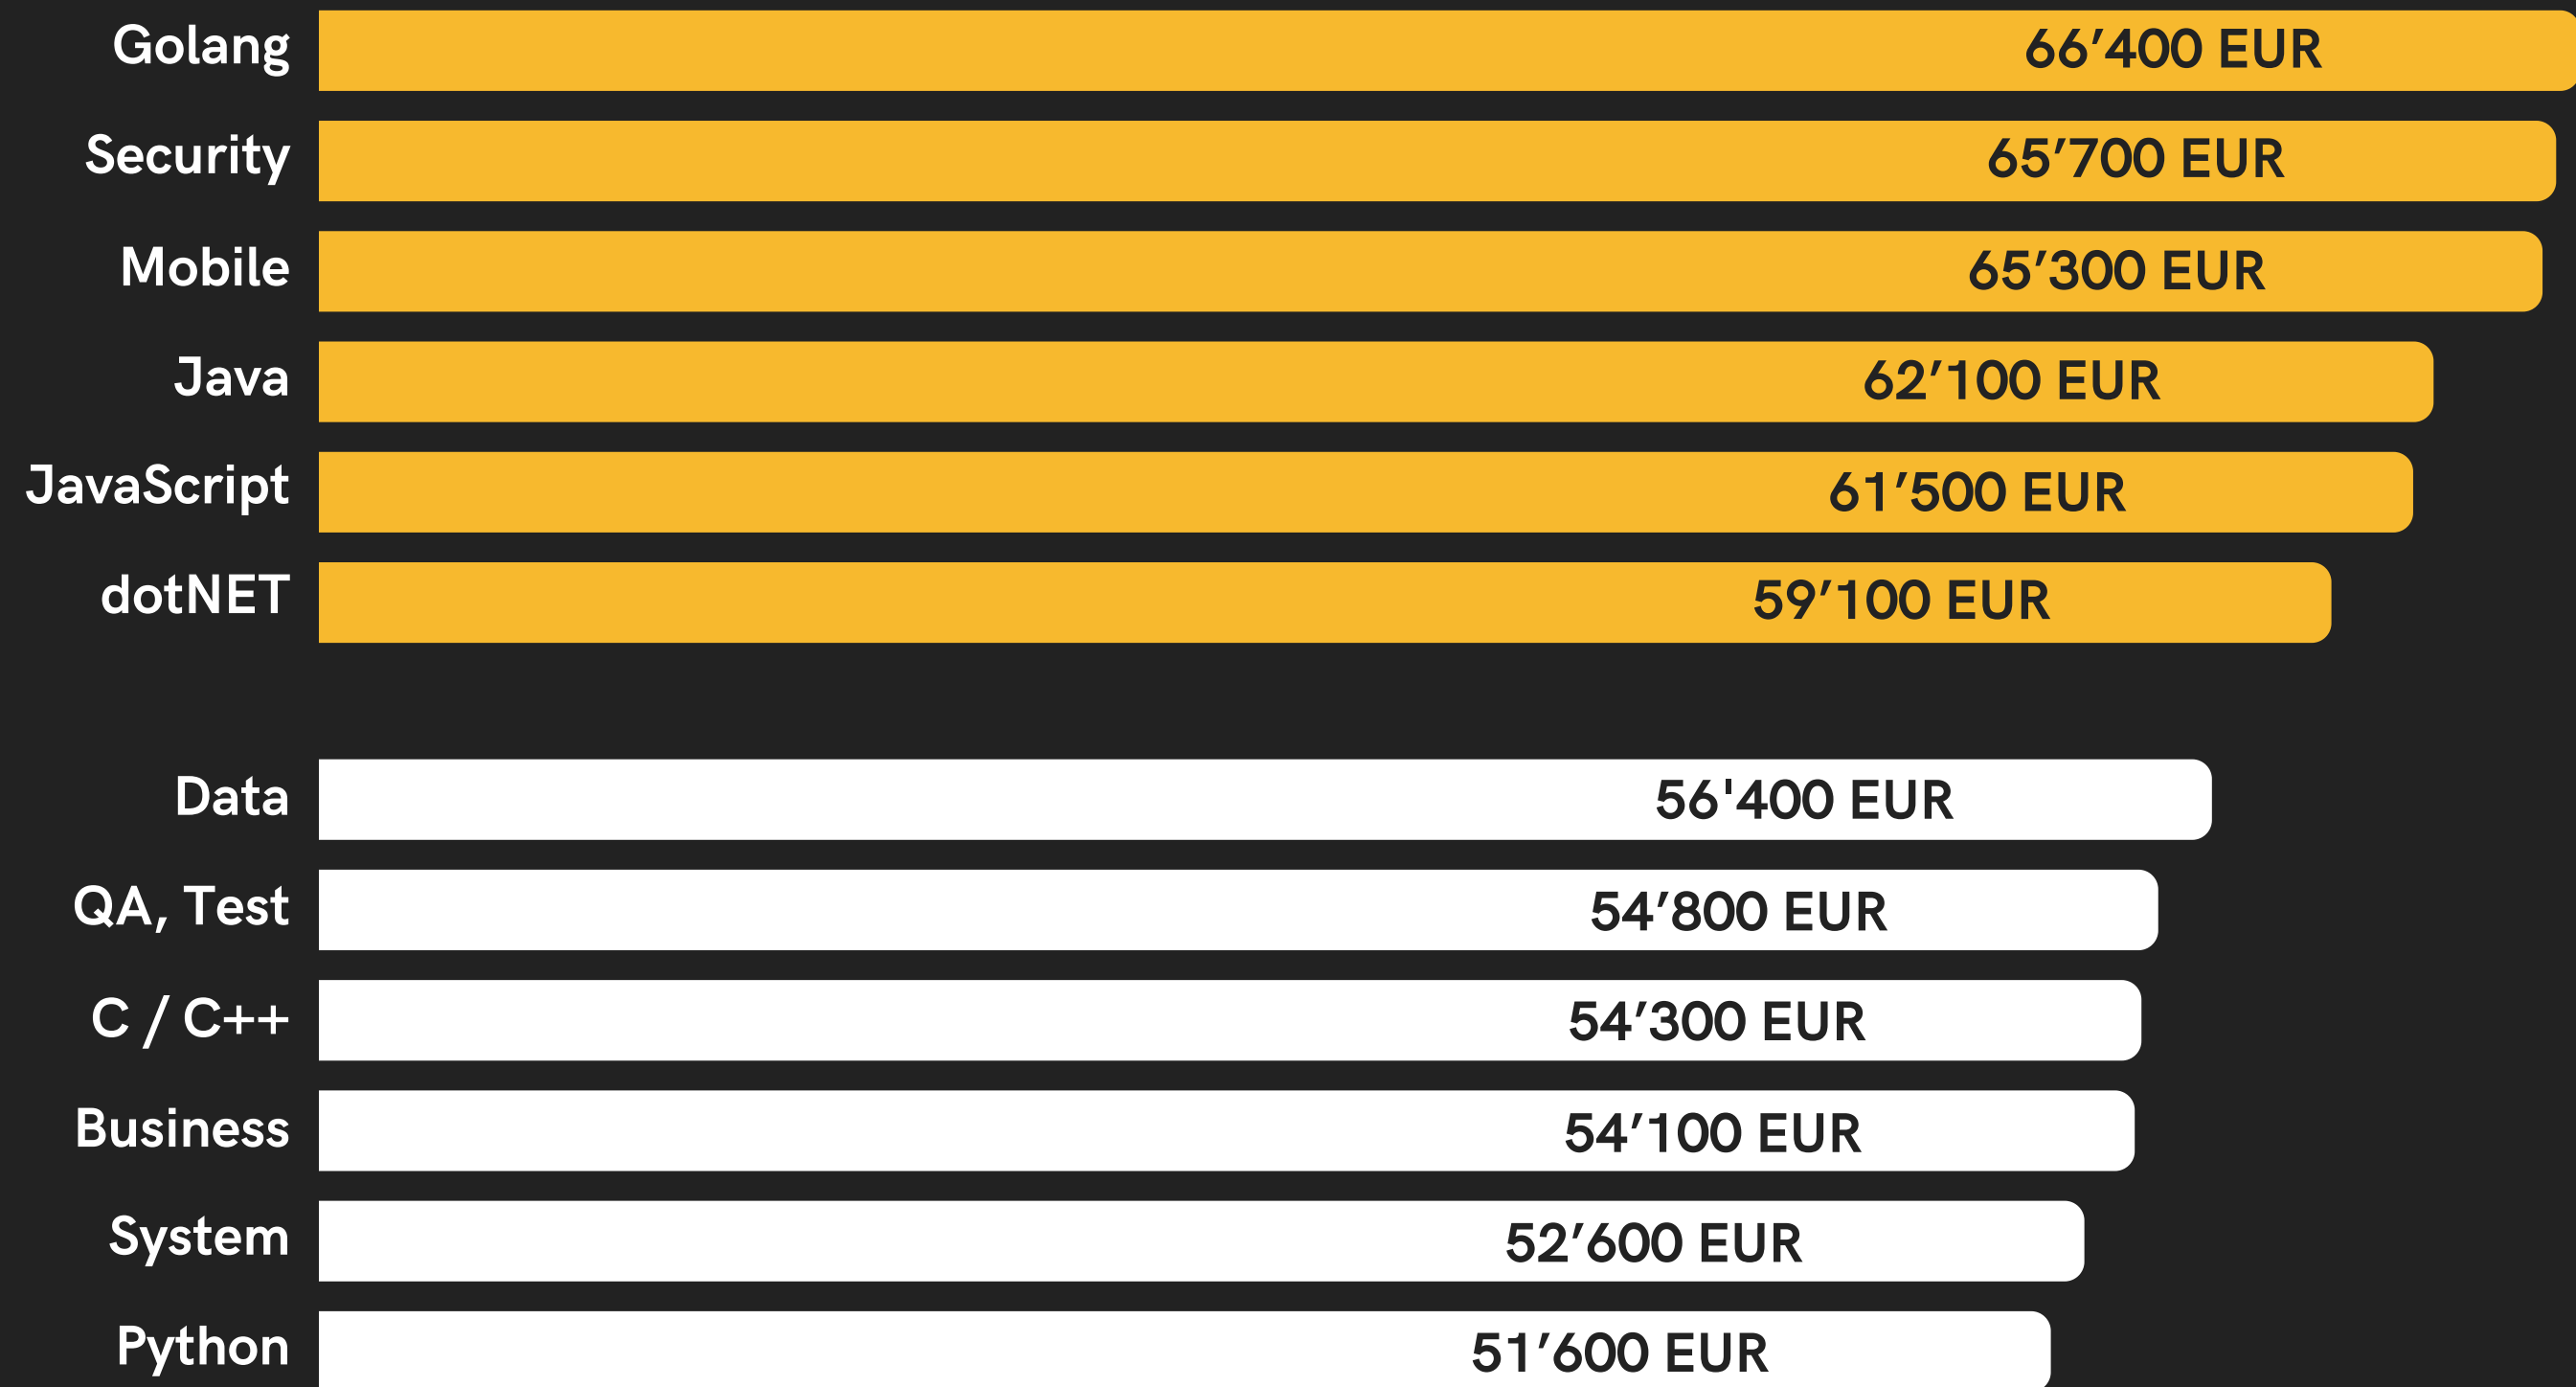 Golang 66’400 EUR
Security 65’700 EUR
Mobile 65’300 EUR
Java 62’100 EUR
JavaScript 61’500 EUR
dotNET 59’100 EUR
Data 56'400 EUR
QA, Test 54’800 EUR
C / C++ 54’300 EUR
Business 54’100 EUR
System 52’600 EUR
Python 51’600 EUR